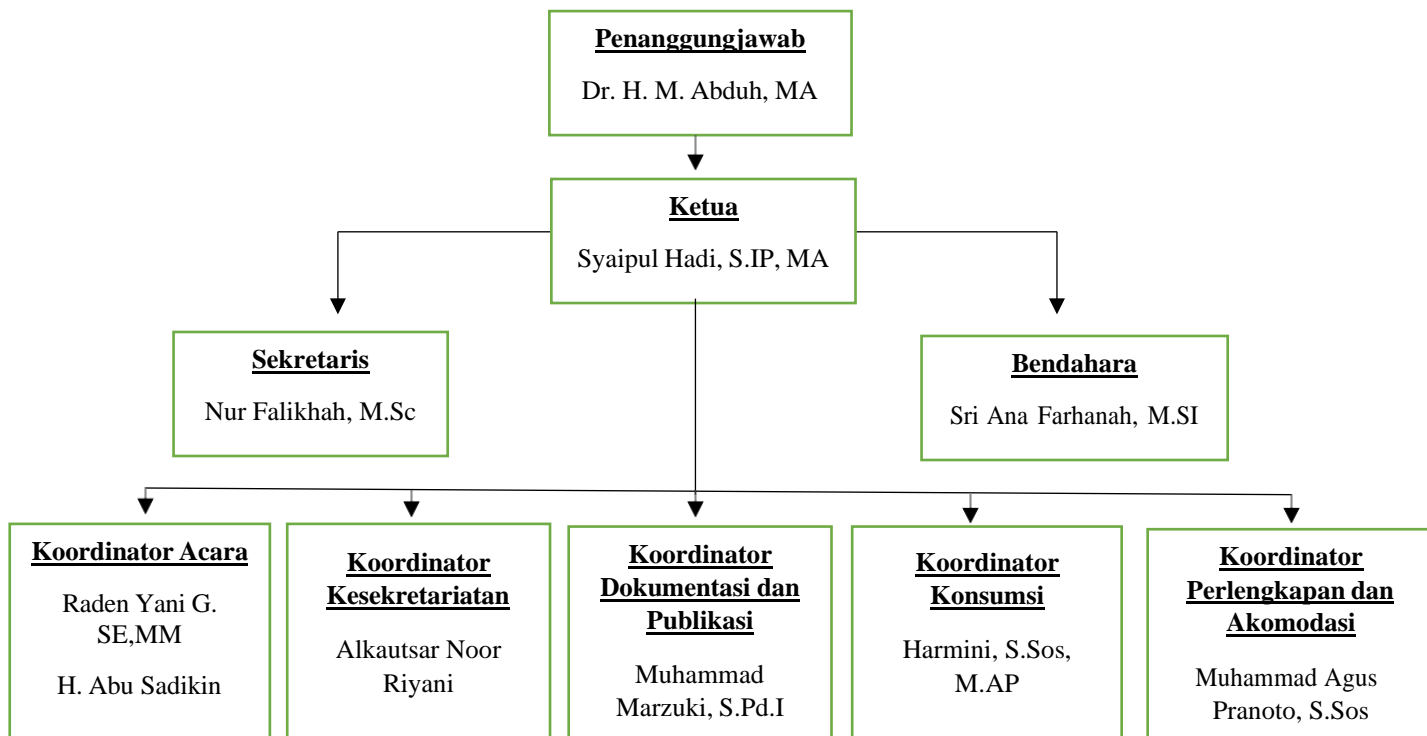 Penanggungjawab
Dr. H. M. Abduh, MA
Ketua
Syaipul Hadi, S.IP, MA
Sekretaris
Nur Falikhah, M.Sc
Bendahara
Sri Ana Farhanah, M.SI
Koordinator Acara
Raden Yani G.
SE,MM
H. Abu Sadikin
Koordinator
Kesekretariatan
Alkautsar Noor
Riyani
Koordinator
Dokumentasi dan
Publikasi
Muhammad
Marzuki, S.Pd.I
Koordinator
Konsumsi
Harmini, S.Sos,
M.AP
Koordinator
Perlengkapan dan
Akomodasi
Muhammad Agus
Pranoto, S.Sos